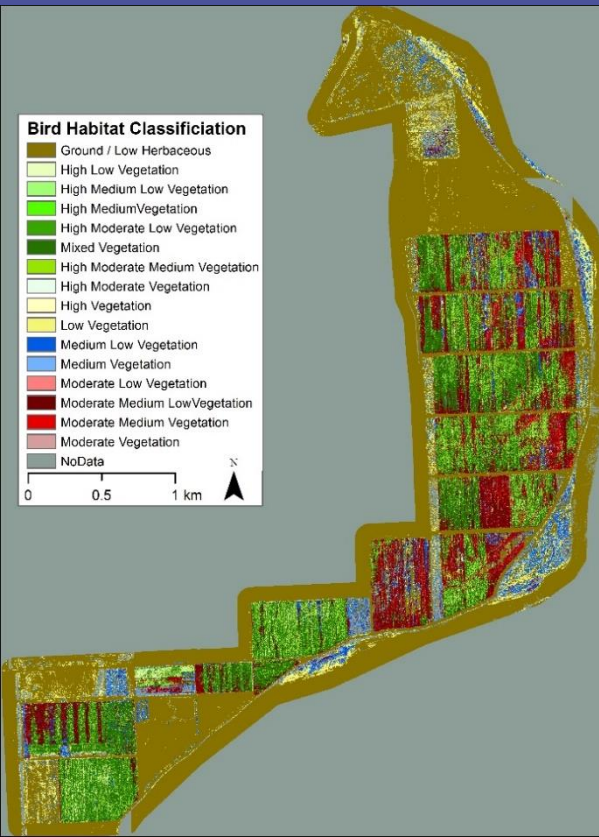 Bird Habitat Classificiation
Ground / Low Herbaceous
High Low Vegetation
High Medium Low Vegetation
High MediumVegetation
High Moderate Low Vegetation
Mixed Vegetation
High Moderate Medium Vegetation
High Moderate Vegetation
High Vegetation
Low Vegetation
Medium Low Vegetation
Medium Vegetation
Moderate Low Vegetation
Moderate Medium LowVegetation
Moderate Medium Vegetation
Moderate Vegetation
NoData
N
0 0.5 1 km